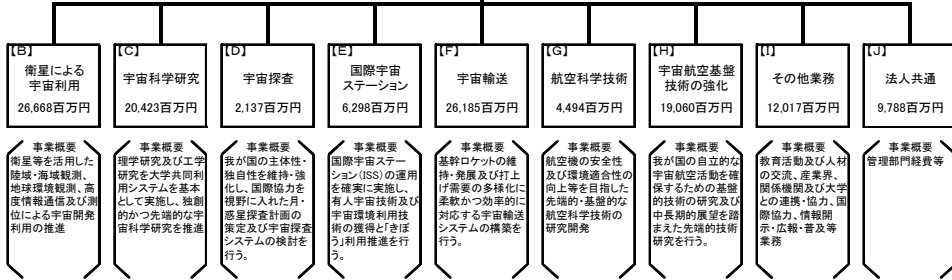 【B】
衛星による
宇宙利用
26,668百万円
【C】
宇宙科学研究
20,423百万円
【D】
宇宙探査
2,137百万円
【E】
国際宇宙
ステーション
6,298百万円
【F】
宇宙輸送
26,185百万円
【G】
航空科学技術
4,494百万円
【H】
宇宙航空基盤
技術の強化
19,060百万円
【I】
その他業務
12,017百万円
【J】
法人共通
9,788百万円
事業概要
衛星等を活用した
陸域・海域観測、
地球環境観測、高
度情報通信及び測
位による宇宙開発
利用の推進
事業概要
理学研究及び工学
研究を大学共同利
用システムを基本
として実施し、独創
的かつ先端的な宇
宙科学研究を推進
事業概要
我が国の主体性・
独自性を維持・強
化し、国際協力を
視野に入れた月・
惑星探査計画の
策定及び宇宙探査
システムの検討を
行う。
事業概要
国際宇宙ステー
ション(ISS)の運用
を確実に実施し、
有人宇宙技術及び
宇宙環境利用技
術の獲得と「きぼ
う」利用推進を行
う。
事業概要
基幹ロケットの維
持・発展及び打上
げ需要の多様化に
柔軟かつ効率的に
対応する宇宙輸送
システムの構築を
行う。
事業概要
航空機の安全性
及び環境適合性の
向上等を目指した
先端的・基盤的な
航空科学技術の
研究開発
事業概要
我が国の自立的な
宇宙航空活動を確
保するための基盤
的技術の研究及び
中長期的展望を踏
まえた先端的技術
研究を行う。
事業概要
教育活動及び人材
の交流、産業界、
関係機関及び大学
との連携・協力、国
際協力、情報開
示・広報・普及等
業務
事業概要
管理部門経費等